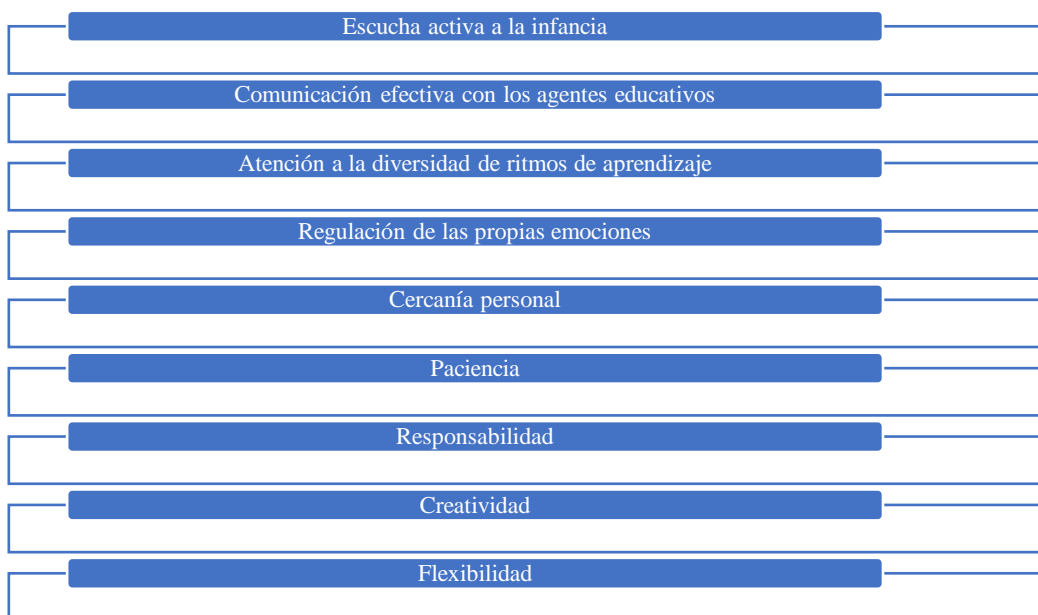 Escucha activa a la infancia
Comunicación efectiva con los agentes educativos
Atención a la diversidad de ritmos de aprendizaje
Regulación de las propias emociones
Cercanía personal
Paciencia
Responsabilidad
Creatividad
Flexibilidad